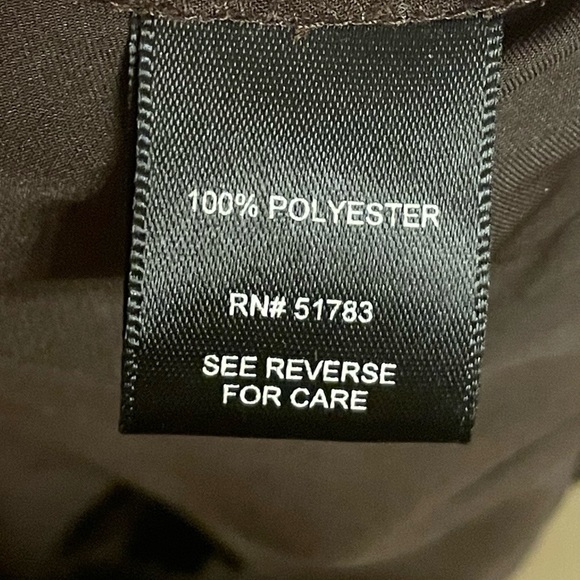 100% POLYESTER
RN# 51783
SEE REVERSE
FOR CARE